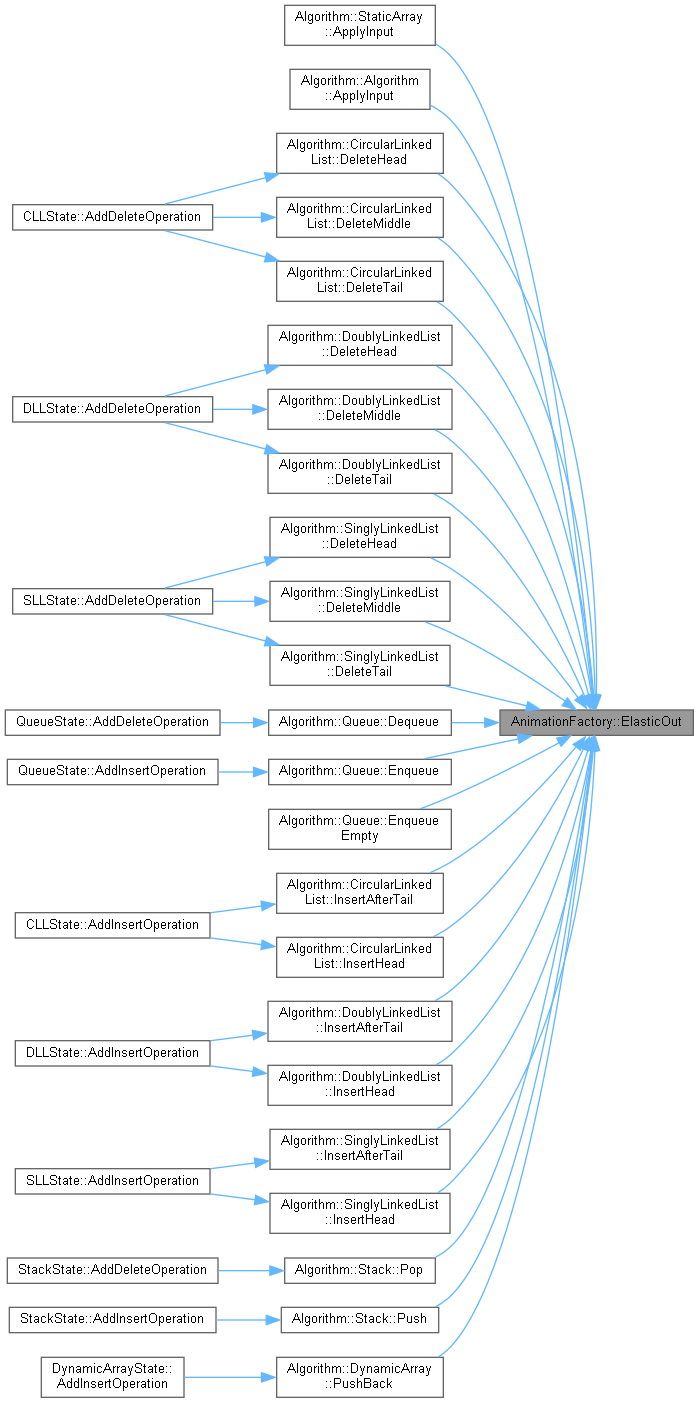 Algorithm::StaticArray
::ApplyInput
Algorithm::Algorithm
::ApplyInput
Algorithm::CircularLinked
List::DeleteHead
CLLState::AddDeleteOperation
Algorithm::CircularLinked
List::DeleteMiddle
Algorithm::CircularLinked
List::DeleteTail
Algorithm::DoublyLinkedList
::DeleteHead
DLLState::AddDeleteOperation
Algorithm::DoublyLinkedList
::DeleteMiddle
Algorithm::DoublyLinkedList
::DeleteTail
Algorithm::SinglyLinkedList
::DeleteHead
SLLState::AddDeleteOperation
Algorithm::SinglyLinkedList
::DeleteMiddle
Algorithm::SinglyLinkedList
::DeleteTail
QueueState::AddDeleteOperation
Algorithm::Queue::Dequeue
AnimationFactory::ElasticOut
QueueState::AddInsertOperation
Algorithm::Queue::Enqueue
Algorithm::Queue::Enqueue
Empty
Algorithm::CircularLinked
List::InsertAfterTail
CLLState::AddInsertOperation
Algorithm::CircularLinked
List::InsertHead
Algorithm::DoublyLinkedList
::InsertAfterTail
DLLState::AddInsertOperation
Algorithm::DoublyLinkedList
::InsertHead
Algorithm::SinglyLinkedList
::InsertAfterTail
SLLState::AddInsertOperation
Algorithm::SinglyLinkedList
::InsertHead
StackState::AddDeleteOperation
Algorithm::Stack::Pop
StackState::AddInsertOperation
Algorithm::Stack::Push
DynamicArrayState::
AddInsertOperation
Algorithm::DynamicArray
::PushBack